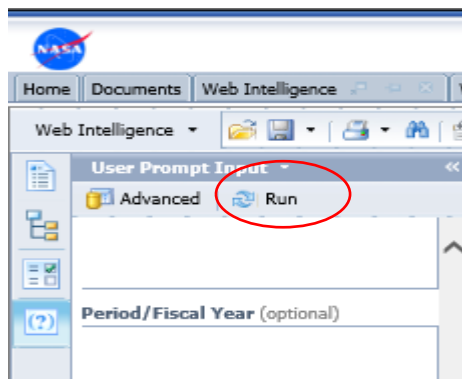 NASA
Home Documents Web Intelligence
Web Intelligence
User Prompt Input
Advanced Run
Period/Fiscal Year (optional)
(?)